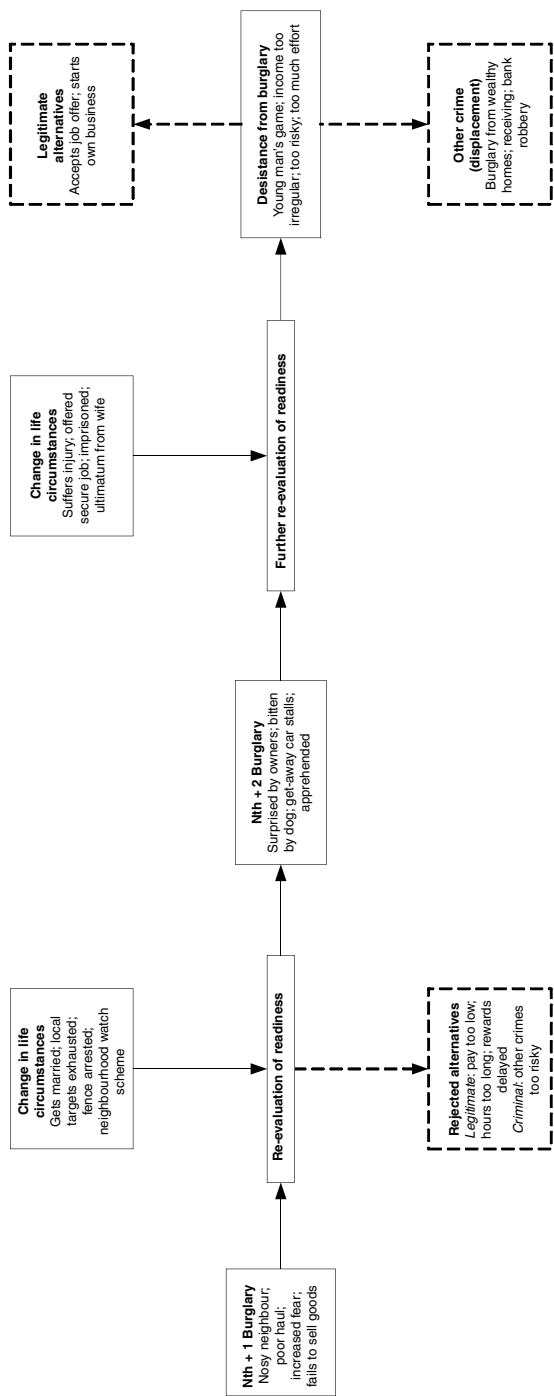 Nth + 1 Burglary
Nosy neighbour;
poor haul;
increased fear;
fails to sell goods
Change in life
circumstances
Gets married; local
targets exhausted;
fence arrested;
neighbourhood watch
scheme
Re-evaluation of readiness
Rejected alternatives
Legitimate: pay too low;
hours too long; rewards
delayed
Criminal: other crimes
too risky
Nth + 2 Burglary
Surprised by owners; bitten
by dog; get-away car stalls;
apprehended
Change in life
circumstances
Suffers injury; offered
secure job; imprisoned;
ultimatum from wife
Further re-evaluation of readiness
Legitimate
alternatives
Accepts job offer; starts
own business
Desistance from burglary
Young man's game; income too
irregular; too risky; too much effort
Other crime
(displacement)
Burglary from wealthy
homes; receiving; bank
robbery